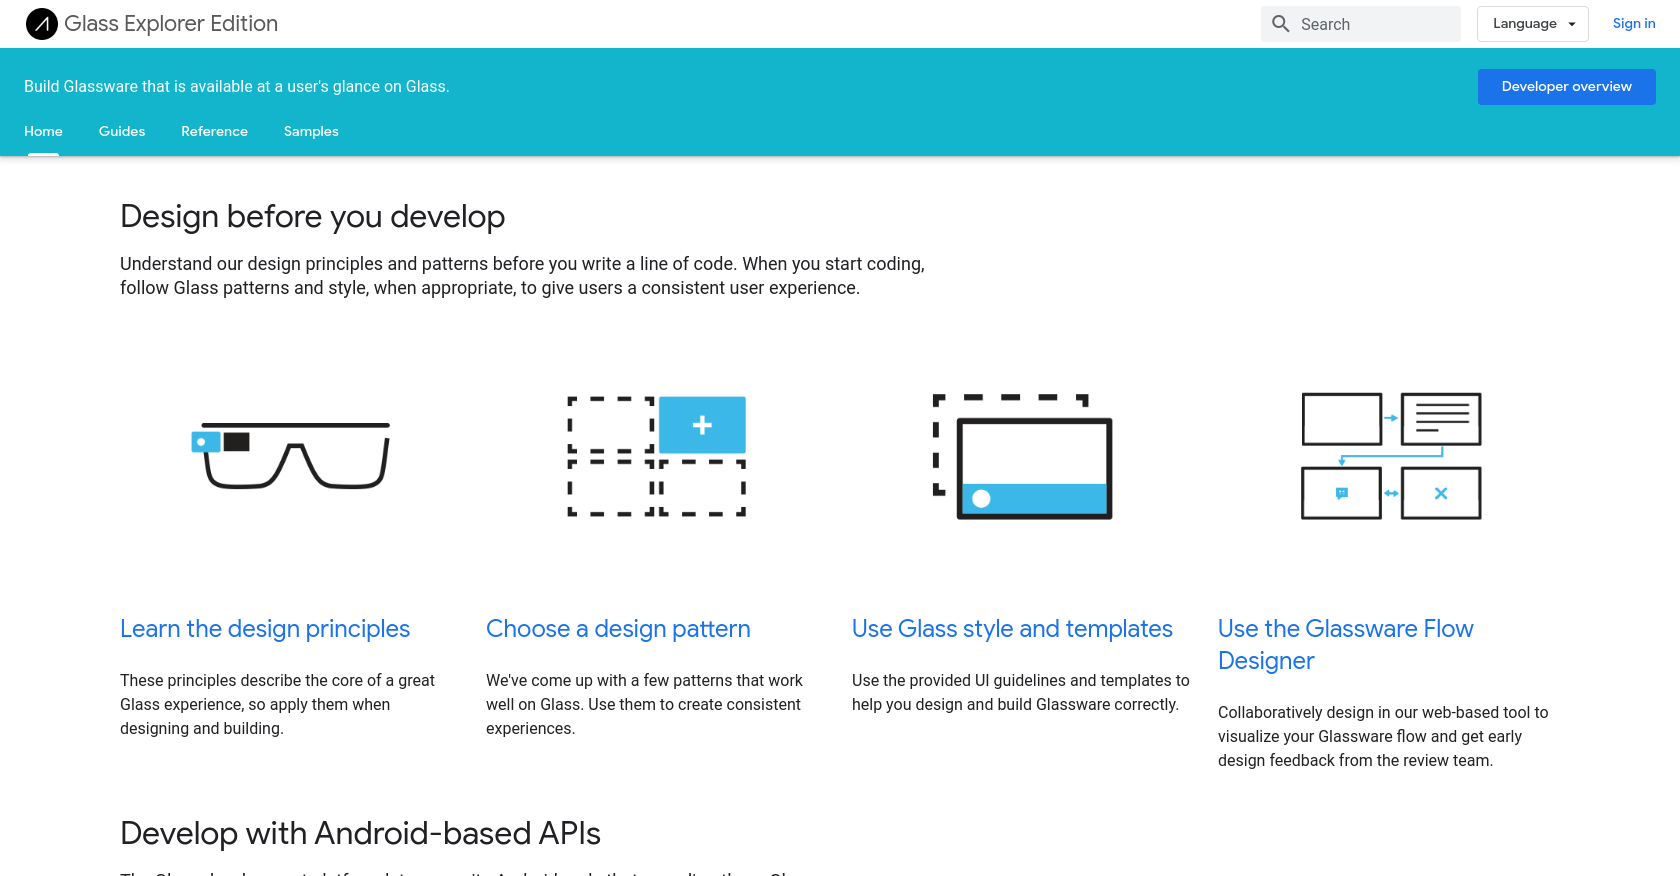 Glass Explorer Edition
Search
Language
Sign in
Build Glassware that is available at a user's glance on Glass.
Developer overview
Home
Guides
Reference
Samples
Design before you develop
Understand our design principles and patterns before you write a line of code. When you start coding,
follow Glass patterns and style, when appropriate, to give users a consistent user experience.
Learn the design principles
These principles describe the core of a great
Glass experience, so apply them when
designing and building.
Choose a design pattern
We've come up with a few patterns that work
well on Glass. Use them to create consistent
experiences.
Use Glass style and templates
Use the provided UI guidelines and templates to
help you design and build Glassware correctly.
Use the Glassware Flow
Designer
Collaboratively design in our web-based tool to
visualize your Glassware flow and get early
design feedback from the review team.
Develop with Android-based APIs